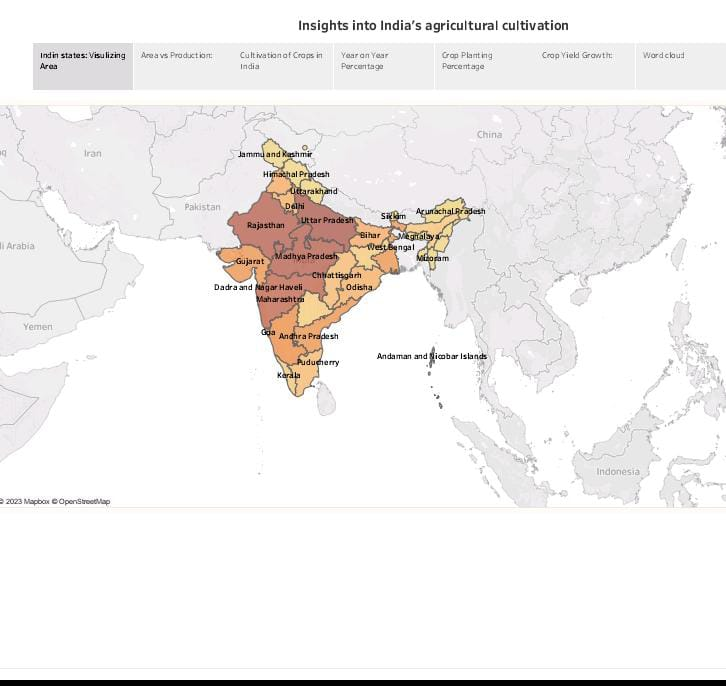 Insights into India's agricultural cultivation
Indin states: Visulizing
Area
Area vs Production:
Cultivation of Crops in
India
Year on Year
Percentage
Crop Planting
Percentage
Crop Yield Growth:
Word cloud
China
Iran
Jammu and Kashmir
Himachal Pradesh
Uttarakhand
Pakistan
Delhi
Sikkim
Arunachal Pradesh
Rajasthan
Uttar Pradesh
Bihar
Meghalaya
i Arabia
West Bengal
Gujarat
Madhya Pradesh
Mizoram
Chhattisgarh
Dadra and Nagar Haveli
Odisha
Maharashtra
Yemen
Goa
Andhra Pradesh
Andaman and Nicobar Islands
Puducherry
Kerala
Indonesia
© 2023 Mapbox © OpenStreetMap